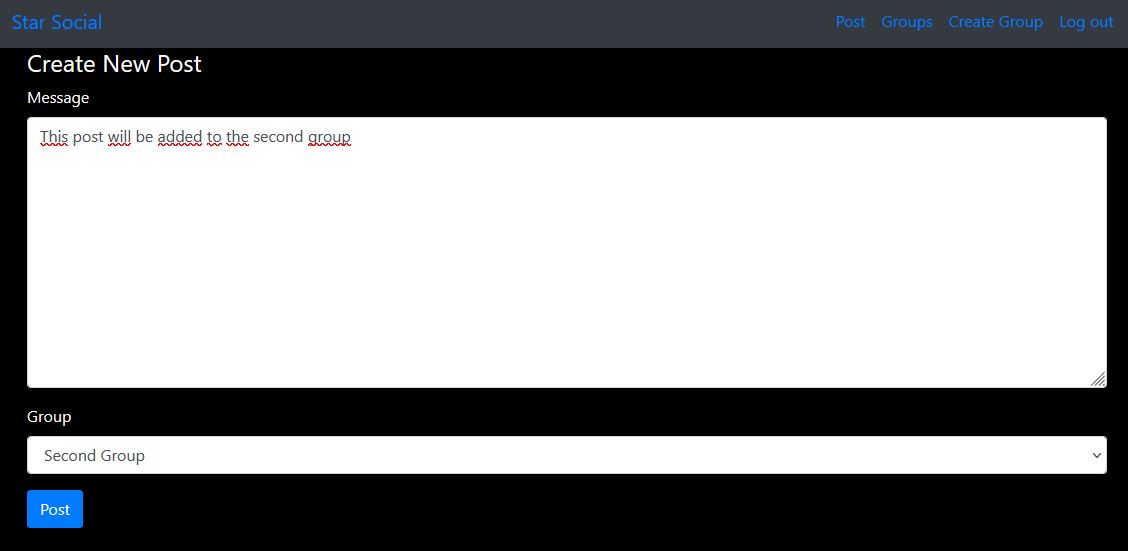 Star Social Post Groups Create Group Log out
Create New Post
Message
This post will be added to the second group
Group
Second Group
Post